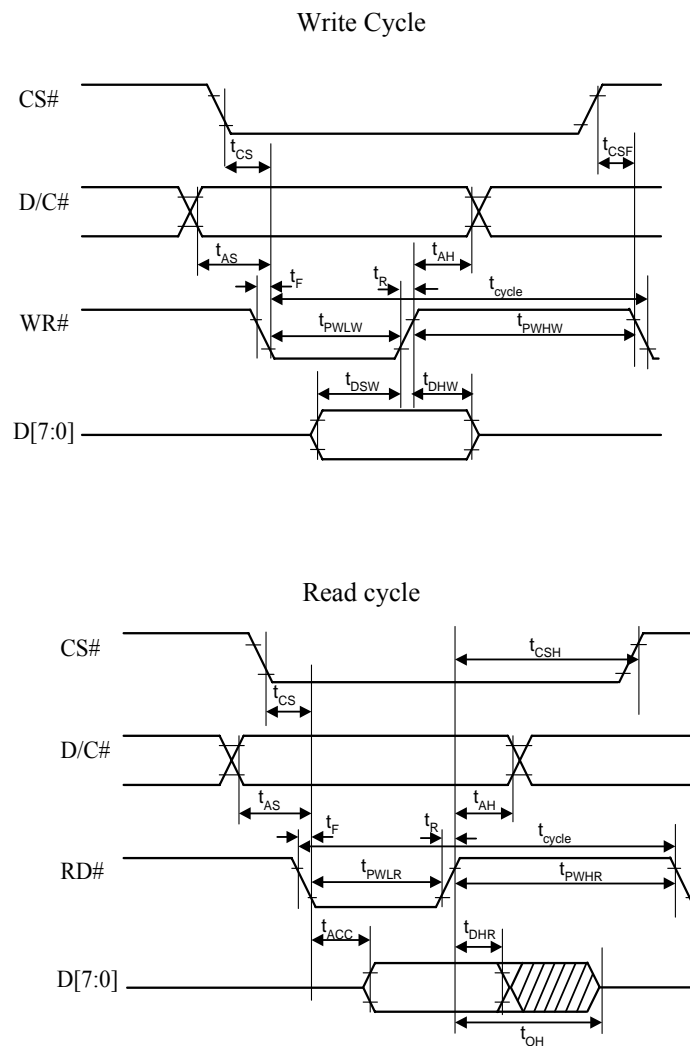 Write Cycle
CS#
tCS
tCSF
D/C#
tAS
tAH
tF
tR
tcycle
WR#
tPWLW
tPWHW
tDSW
tDHW
D[7:0]
Read cycle
CS#
tCSH
tCS
D/C#
tAS
tAH
tF
tR
tcycle
RD#
tPWLR
tPWHR
tACC
tDHR
D[7:0]
tOH